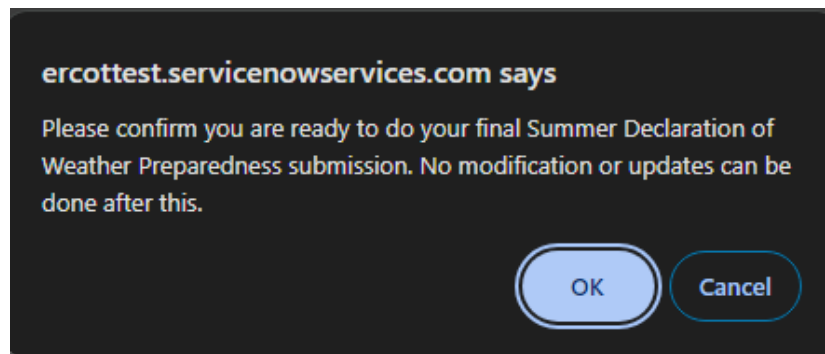 ercottest.servicenowservices.com says
Please confirm you are ready to do your final Summer Declaration of
Weather Preparedness submission. No modification or updates can be
done after this.
OK
Cancel